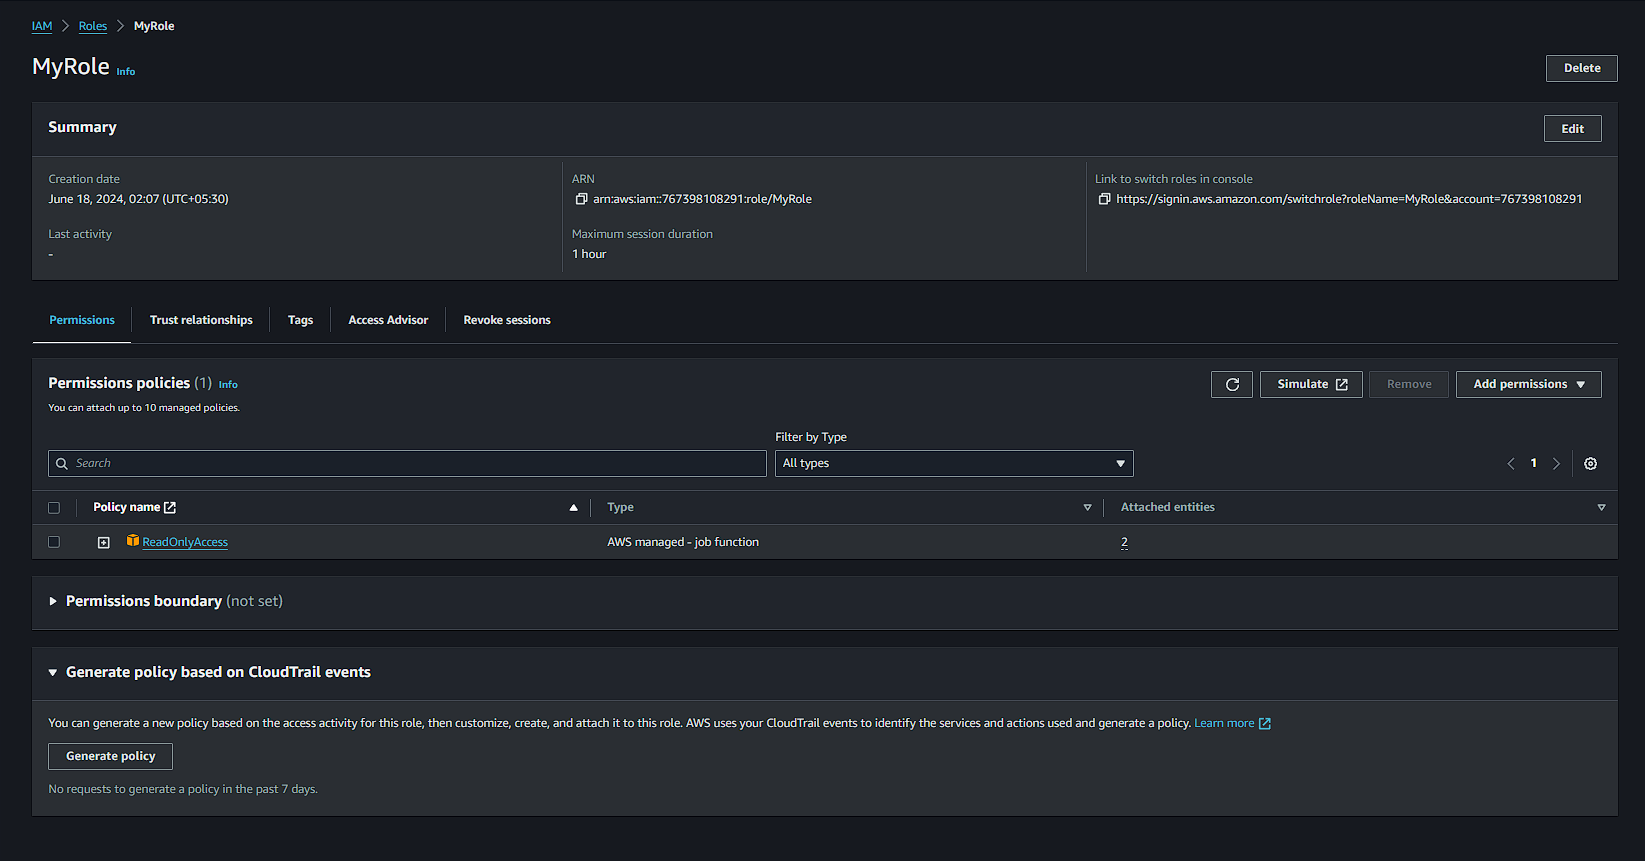 IAM > Roles > MyRole
MyRole Info
Delete
Summary
Edit
Creation date
June 18, 2024, 02:07 (UTC+05:30)
Last activity
-
ARN
arn:aws:iam::767398108291:role/MyRole
Maximum session duration
1 hour
Link to switch roles in console
https://signin.aws.amazon.com/switchrole?roleName=MyRole&account=767398108291
Permissions
Trust relationships
Tags
Access Advisor
Revoke sessions
Permissions policies (1) Info
You can attach up to 10 managed policies.
Simulate
Remove
Add permissions
Search
Filter by Type
All types
1
Policy name
Type
Attached entities
ReadOnlyAccess
AWS managed - job function
2
Permissions boundary (not set)
Generate policy based on CloudTrail events
You can generate a new policy based on the access activity for this role, then customize, create, and attach it to this role. AWS uses your CloudTrail events to identify the services and actions used and generate a policy. Learn more
Generate policy
No requests to generate a policy in the past 7 days.